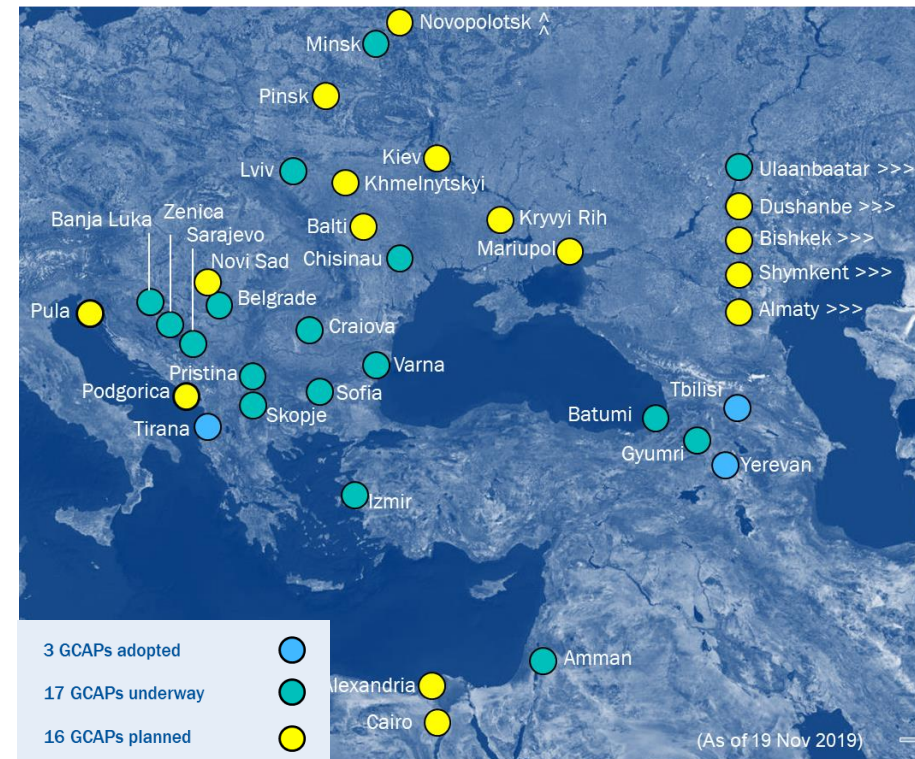 Novopolotsk ^
^
Minsk
Pinsk
Kiev
Lviv
Khmelnytskyi
Ulaanbaatar >>>
Dushanbe >>>
Bishkek >>>
Shymkent >>>
Almaty >>>
Banja Luka
Zenica
Sarajevo
Novi Sad
Balti
Kryvyi Rih
Chisinau
Mariupol
Pula
Belgrade
Craiova
Varna
Pristina
Podgorica
Sofia
Skopje
Tirana
Tbilisi
Batumi
Gyumri
Yerevan
Izmir
Amman
Alexandria
Cairo
3 GCAPs adopted
17 GCAPs underway
16 GCAPs planned
(As of 19 Nov 2019)